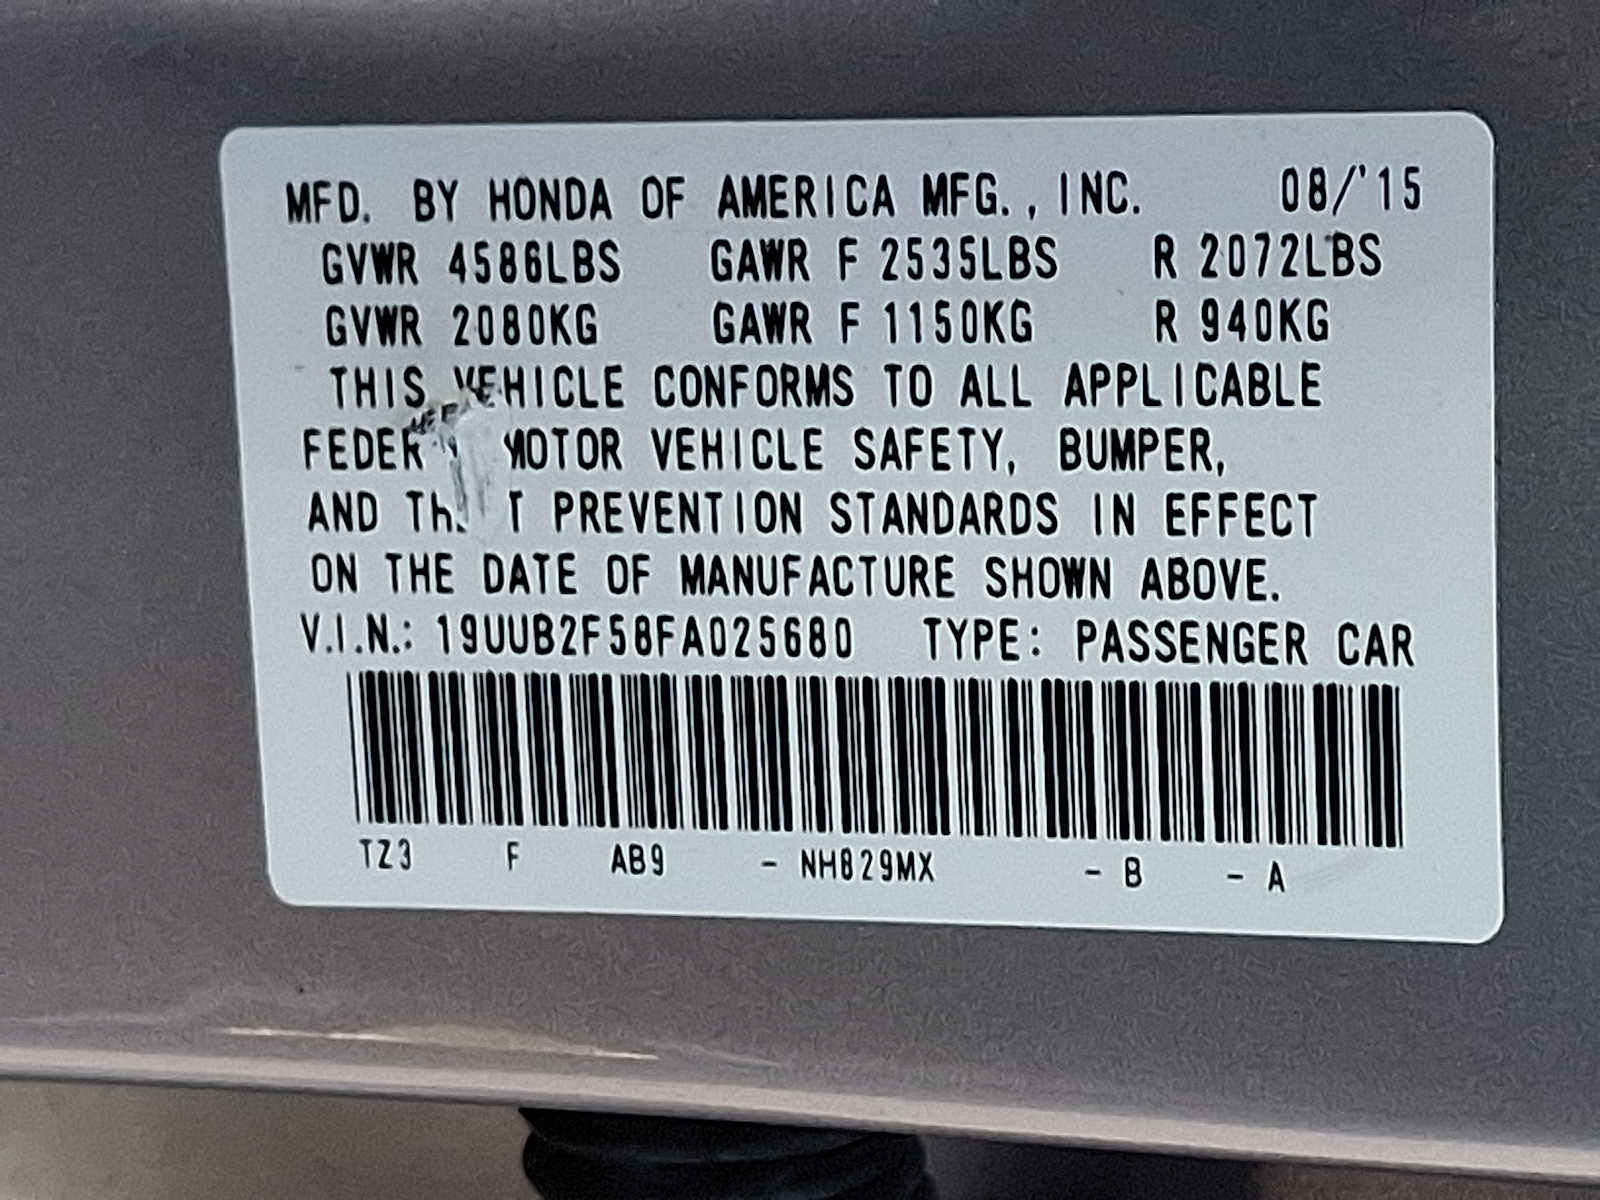 MFD. BY HONDA OF AMERICA MFG., INC. 08/'15
GVWR 4586LBS GAWR F 2535LBS R 2072LBS
GVWR 2080KG GAWR F 1150KG R 940KG
THIS VEHICLE CONFORMS TO ALL APPLICABLE
MOTOR VEHICLE SAFETY, BUMPER,
AND PREVENTION STANDARDS IN EFFECT
ON THE DATE OF MANUFACTURE SHOWN ABOVE.
V.I.N.: 19UUB2F58FA025680 TYPE: PASSENGER CAR
TZ3 F AB9 - NH829MX - B - A